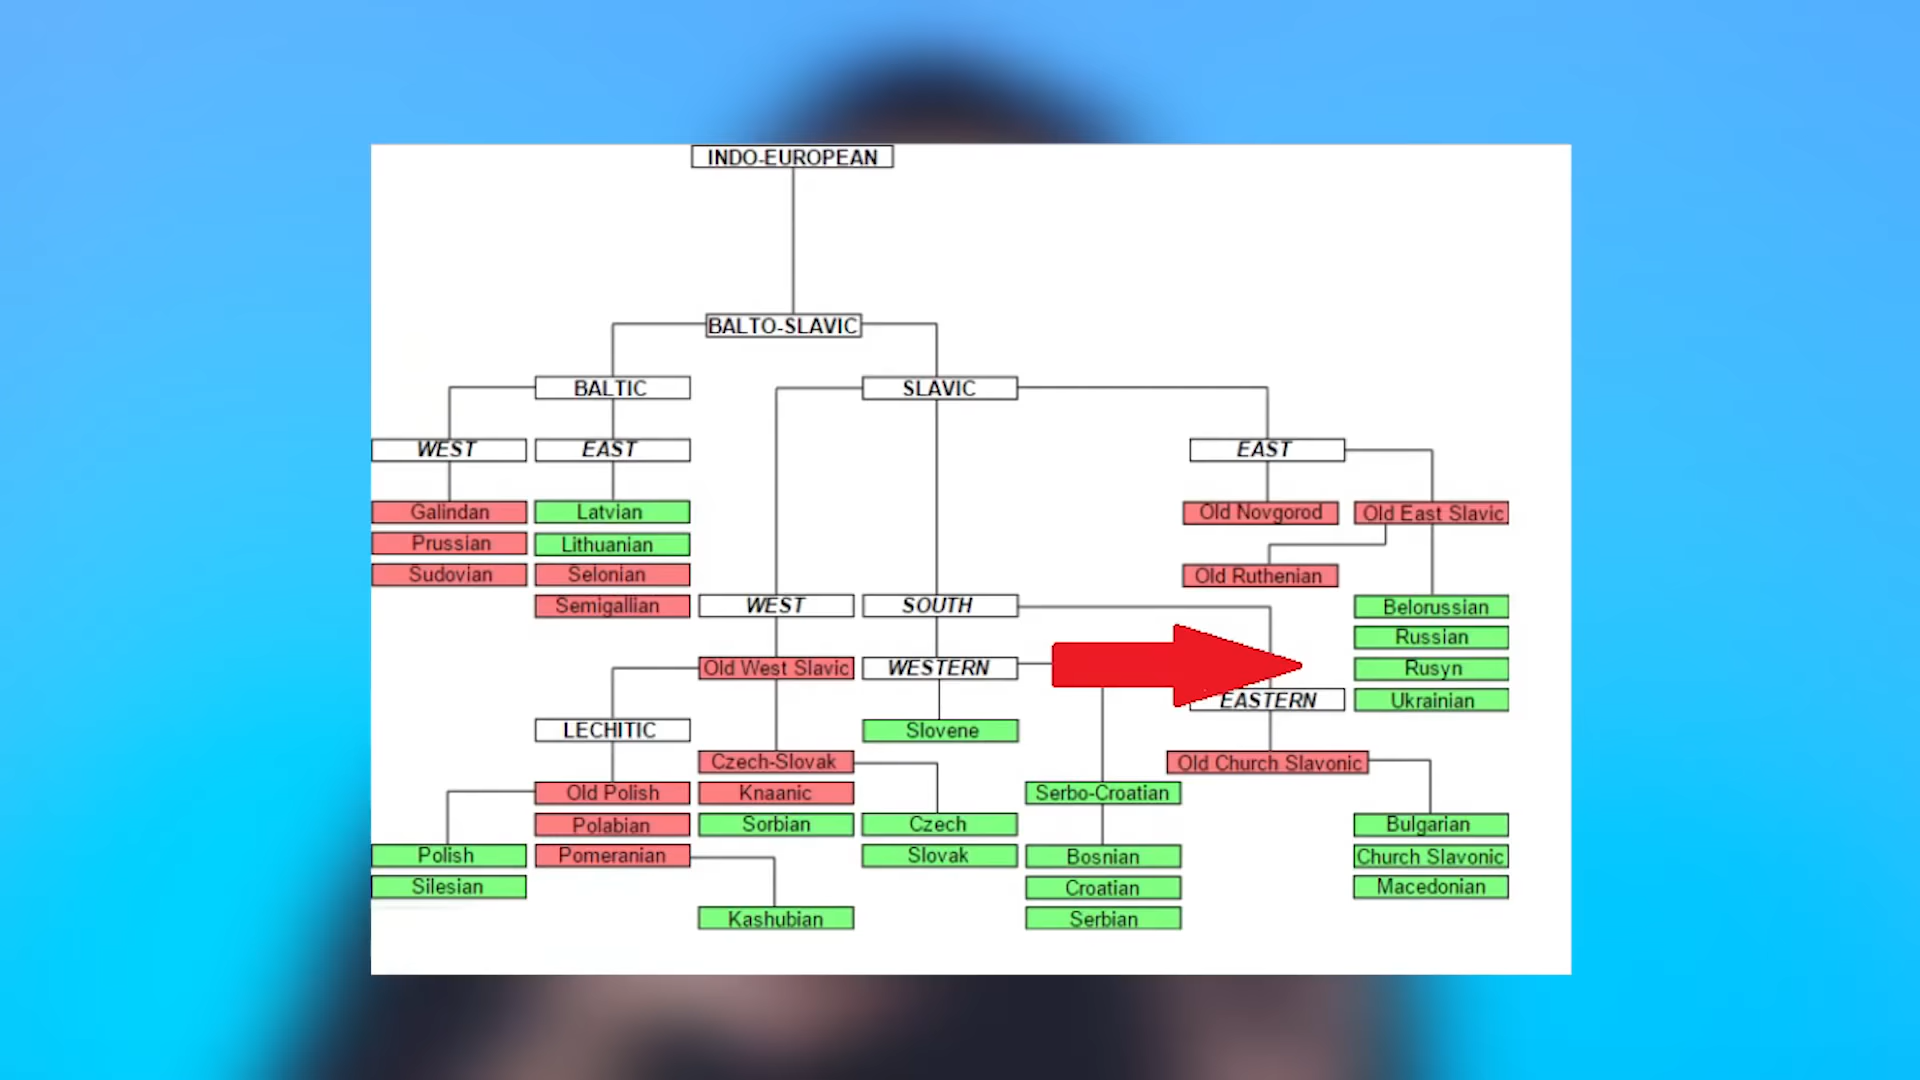 INDO-EUROPEAN
BALTO-SLAVIC
BALTIC
SLAVIC
WEST
EAST
EAST
Galindan
Latvian
Old Novgorod
Old East Slavic
Prussian
Lithuanian
Sudovian
Selonian
Old Ruthenian
Semigallian
WEST
SOUTH
Belorussian
Russian
Old West Slavic
WESTERN
Rusyn
EASTERN
Ukrainian
LECHITIC
Slovene
Czech-Slovak
Old Church Slavonic
Old Polish
Knaanic
Serbo-Croatian
Polabian
Sorbian
Czech
Bulgarian
Polish
Pomeranian
Slovak
Bosnian
Church Slavonic
Silesian
Croatian
Macedonian
Kashubian
Serbian